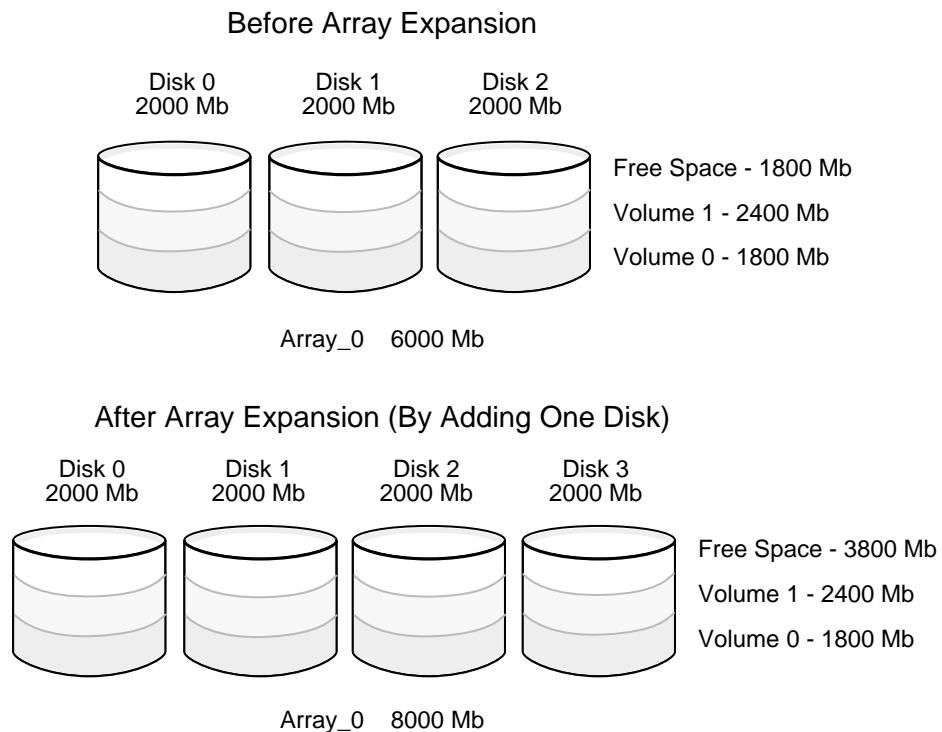 Before Array Expansion
Disk 0
2000 Mb
Disk 1
2000 Mb
Disk 2
2000 Mb
Free Space - 1800 Mb
Volume 1 - 2400 Mb
Volume 0 - 1800 Mb
Array_0 6000 Mb
After Array Expansion (By Adding One Disk)
Disk 0
2000 Mb
Disk 1
2000 Mb
Disk 2
2000 Mb
Disk 3
2000 Mb
Free Space - 3800 Mb
Volume 1 - 2400 Mb
Volume 0 - 1800 Mb
Array_0 8000 Mb